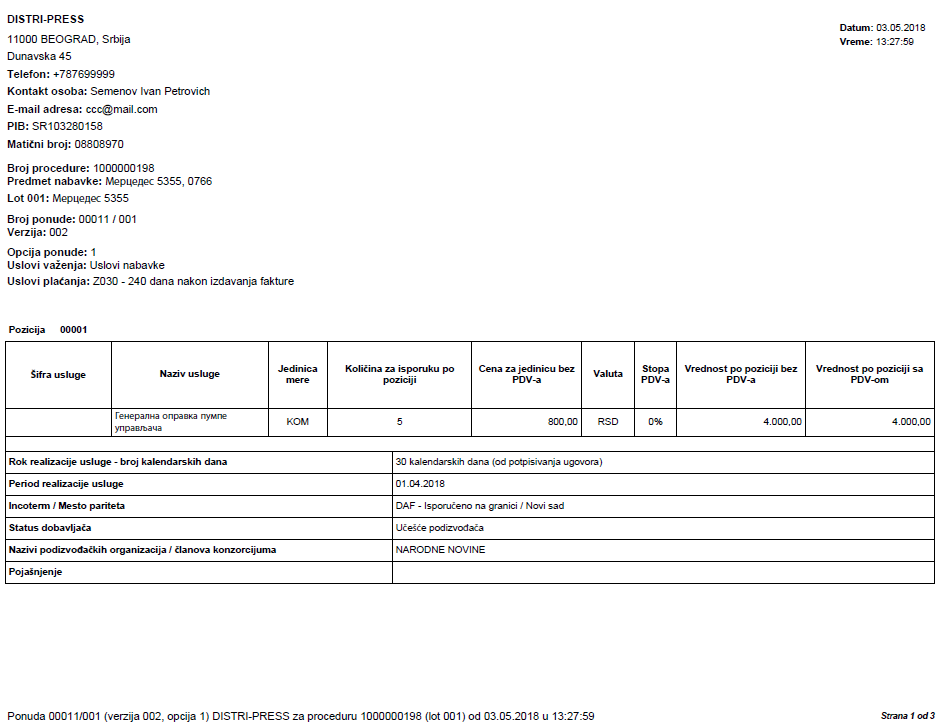 DISTRI-PRESS
11000 BEOGRAD, Srbija
Dunavska 45
Telefon: +787699999
Kontakt osoba: Semenov Ivan Petrovich
E-mail adresa: ccc@mail.com
PIB: SR103280158
Matični broj: 08808970
Datum: 03.05.2018
Vreme: 13:27:59
Broj procedure: 1000000198
Predmet nabavke: Мерцедес 5355, 0766
Lot 001: Мерцедес 5355
Broj ponude: 00011 / 001
Verzija: 002
Opcija ponude: 1
Uslovi važenja: Uslovi nabavke
Uslovi plaćanja: Z030 - 240 dana nakon izdavanja fakture
Pozicija 00001
Šifra usluge
Naziv usluge
Jedinica
mere
Količina za isporuku po
poziciji
Cena za jedinicu bez
PDV-a
Valuta
Stopa
PDV-a
Vrednost po poziciji bez
PDV-a
Vrednost po poziciji sa
PDV-om
Генерална оправка пумпе
управљача
KOM
5
800,00
RSD
0%
4.000,00
4.000,00
Rok realizacije usluge - broj kalendarskih dana
30 kalendarskih dana (od potpisivanja ugovora)
Period realizacije usluge
01.04.2018
Incoterm / Mesto pariteta
DAF - Isporučeno na granici / Novi sad
Status dobavljača
Učešće podizvođača
Nazivi podizvođačkih organizacija / članova konzorcijuma
NARODNE NOVINE
Pojašnjenje
Ponuda 00011/001 (verzija 002, opcija 1) DISTRI-PRESS za proceduru 1000000198 (lot 001) od 03.05.2018 u 13:27:59
Strana 1 od 3